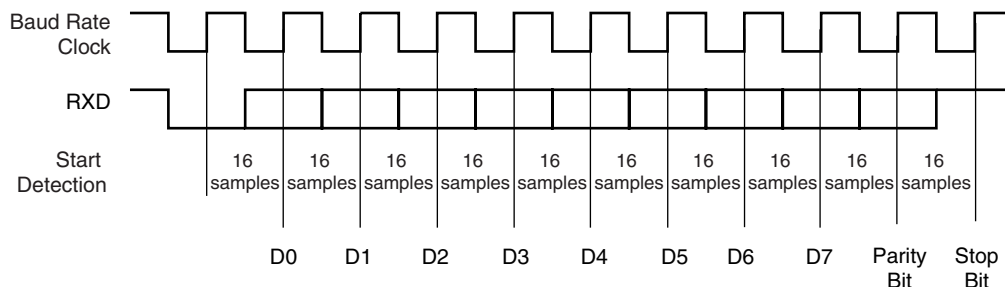 Baud Rate
Clock
RXD
Start
Detection
16
samples
16
samples
16
samples
16
samples
16
samples
16
samples
16
samples
16
samples
16
samples
16
samples
D0
D1
D2
D3
D4
D5
D6
D7
Parity
Bit
Stop
Bit